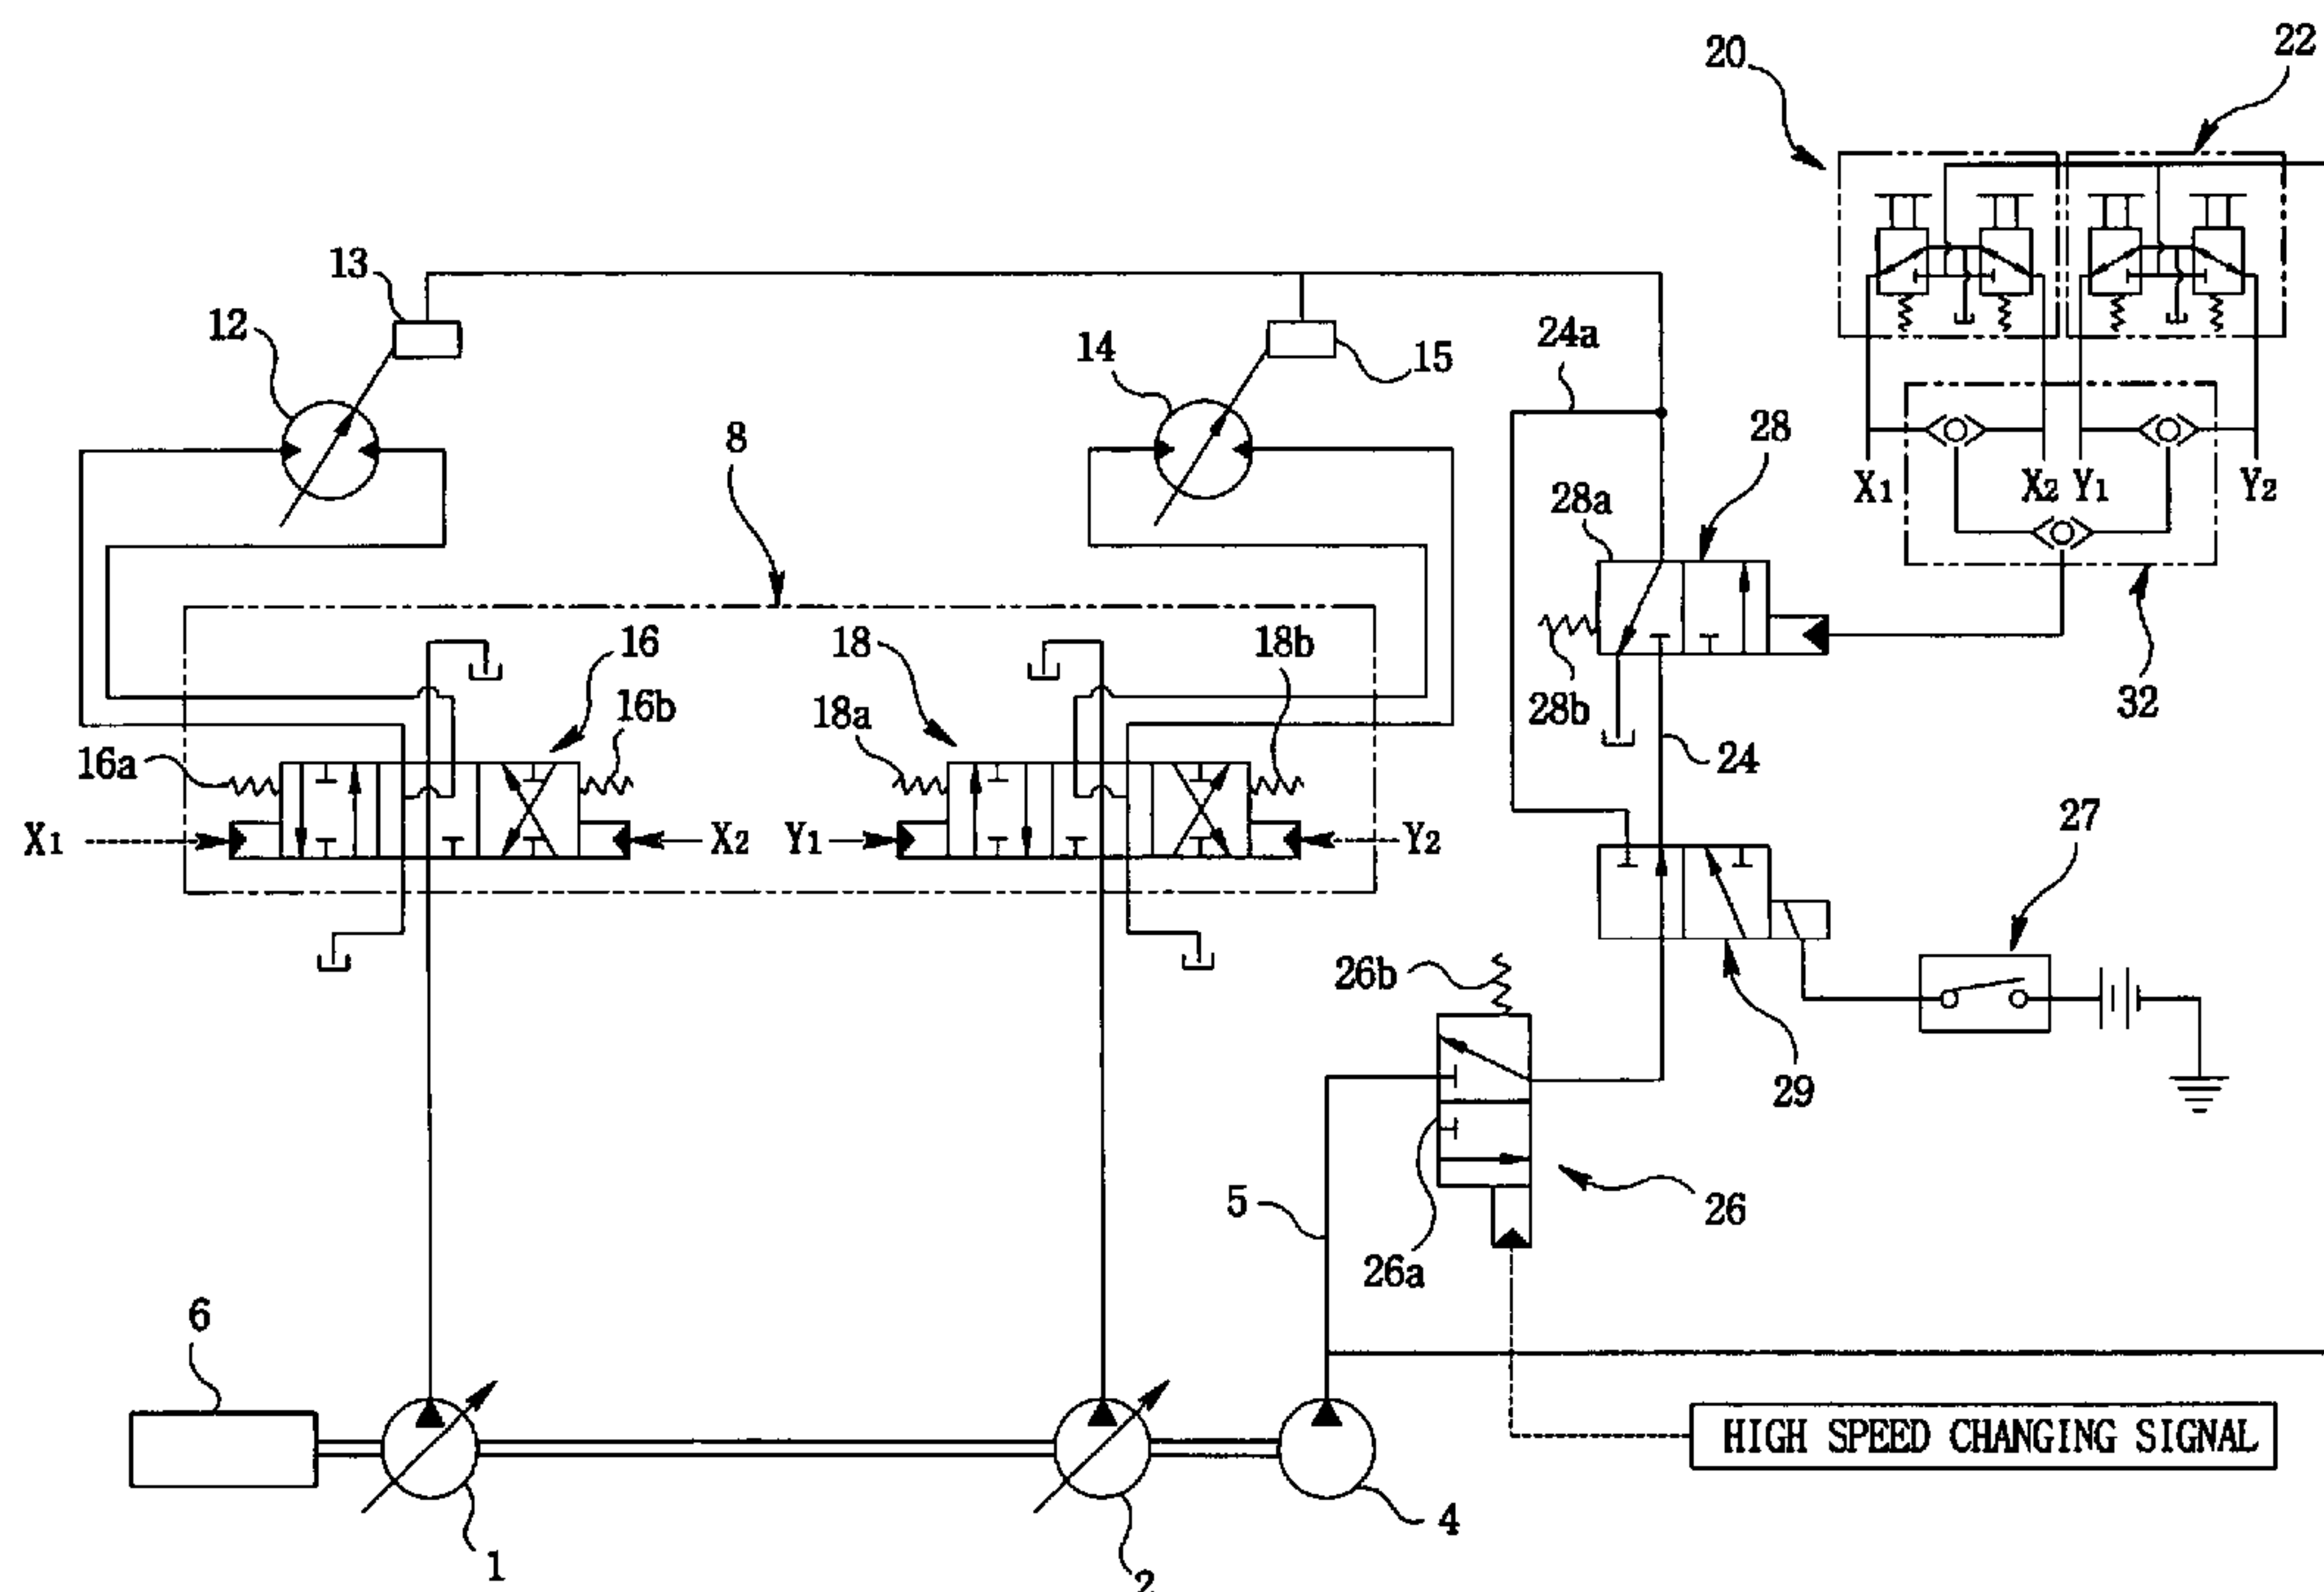 22
20
13
12
24a
14
15
8
28
28a
X1
X2
Y1
Y2
16
18
18b
16b
18a
28b
32
16a
24
X1
X2
Y1
Y2
27
26b
29
5
26
26a
6
HIGH SPEED CHANGING SIGNAL
4
1
2